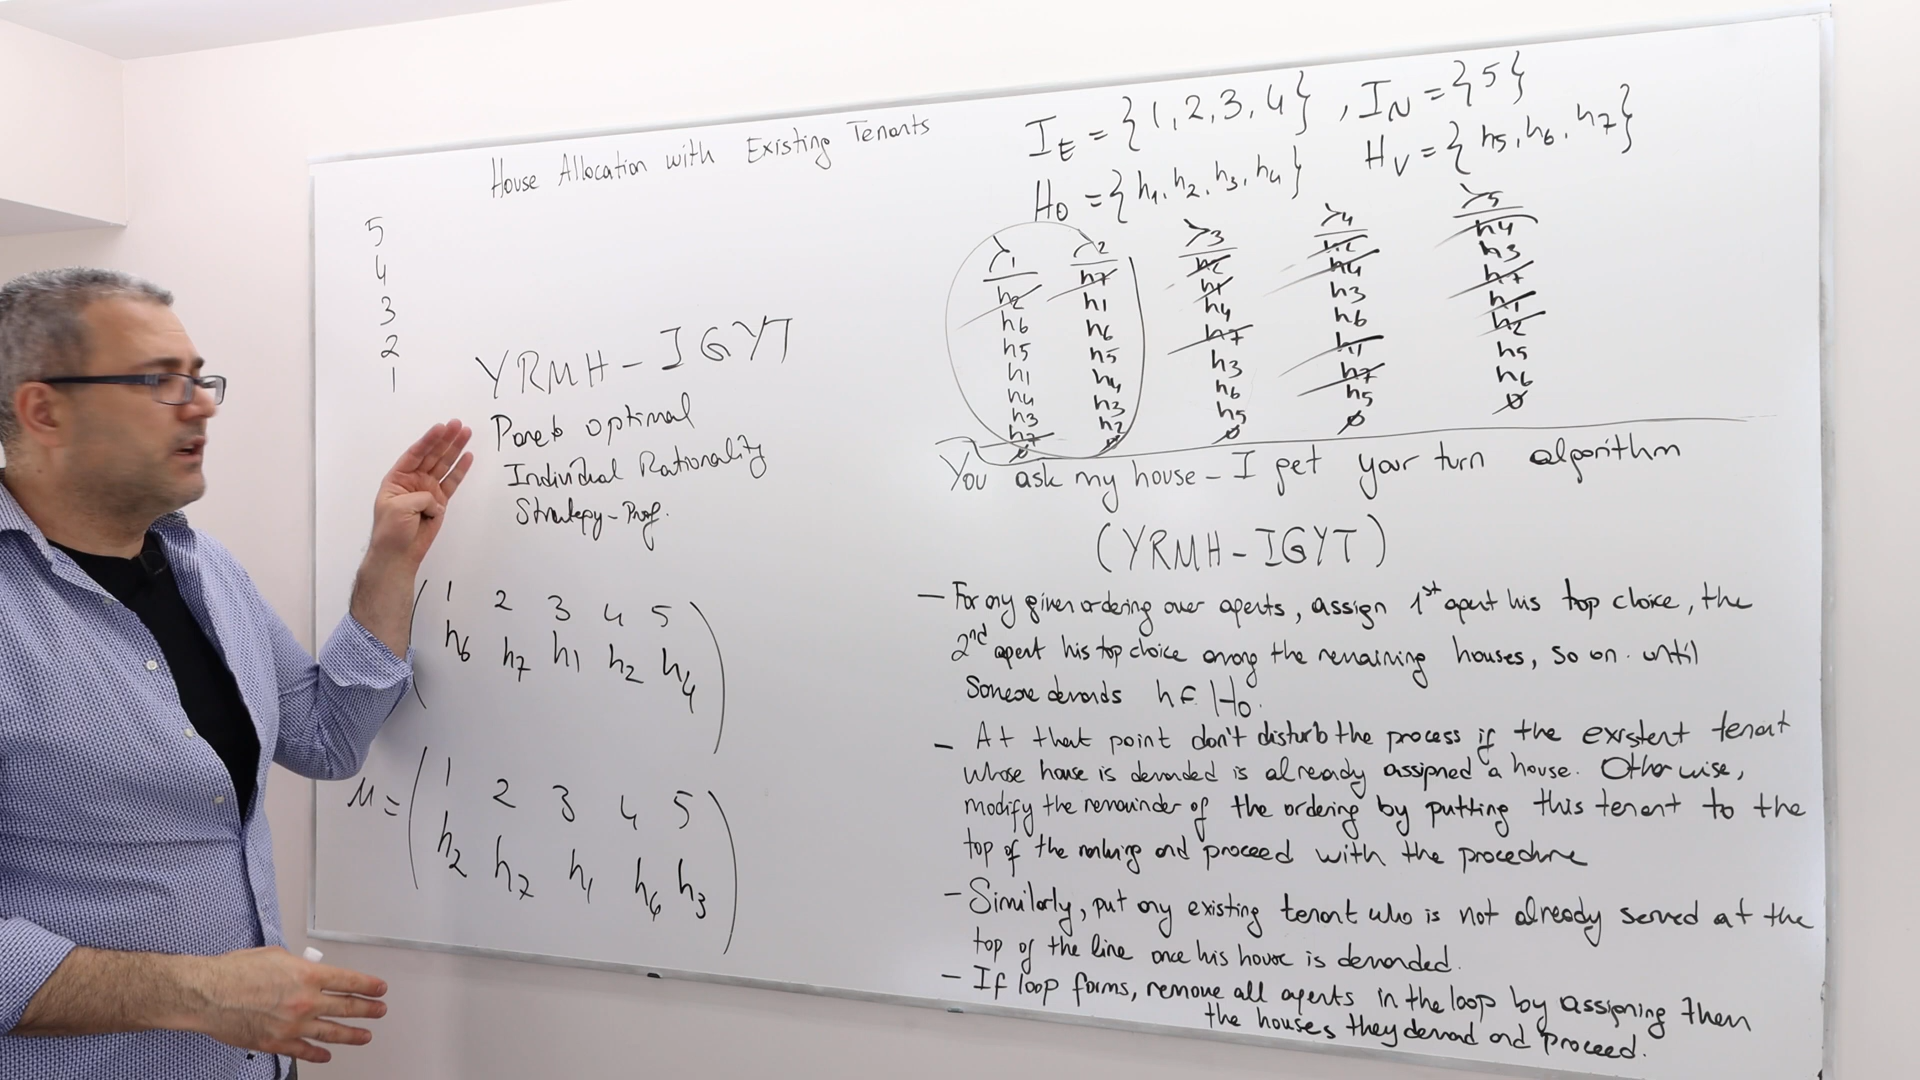 House Allocation with Existing Tenants
5
4
3
2
1
YRMH - IGYT
Pareto optimal
Individual Rationality
Strategy-Prof.
1 2 3 4 5
h6 h7 h1 h2 h4
μ = 1 2 3 4 5
h2 h7 h1 h6 h3
I_E = {1, 2, 3, 4}, I_N = {5}
H_O = {h1, h2, h3, h4} H_V = {h5, h6, h7}
≻1 ≻2 ≻3 ≻4 ≻5
h2 h7 h2 h2 h4
h6 h1 h1 h4 h3
h5 h6 h4 h3 h7
h1 h5 h7 h6 h1
h4 h4 h3 h1 h2
h3 h3 h6 h7 h5
h7 h2 h5 h5 h6
∅ ∅ ∅ ∅ ∅
You ask my house - I get your turn algorithm
(YRMH - IGYT)
- For any given ordering over agents, assign 1st agent his top choice, the
2nd agent his top choice among the remaining houses, so on. until
Someone demands h ∈ H_O.
- At that point don't disturb the process if the existent tenant
whose house is demanded is already assigned a house. Otherwise,
modify the remainder of the ordering by putting this tenant to the
top of the ranking and proceed with the procedure
- Similarly, put any existing tenant who is not already served at the
top of the line once his house is demanded.
- If loop forms, remove all agents in the loop by assigning them
the houses they demand and proceed.